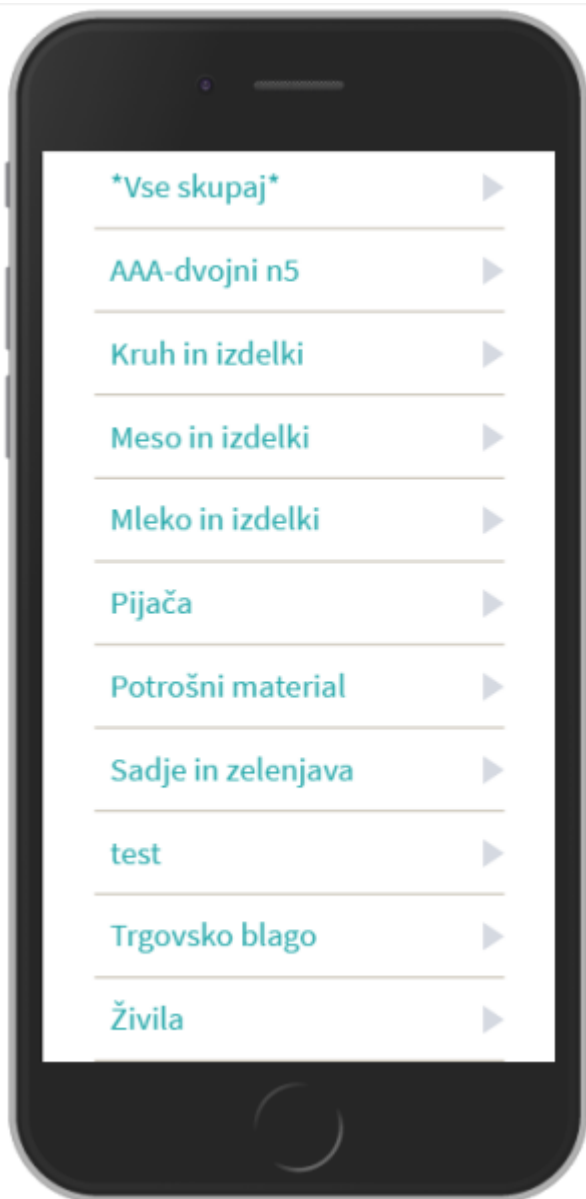 *Vse skupaj*
AAA-dvojni n5
Kruh in izdelki
Meso in izdelki
Mleko in izdelki
Pijača
Potrošni material
Sadje in zelenjava
test
Trgovsko blago
Živila